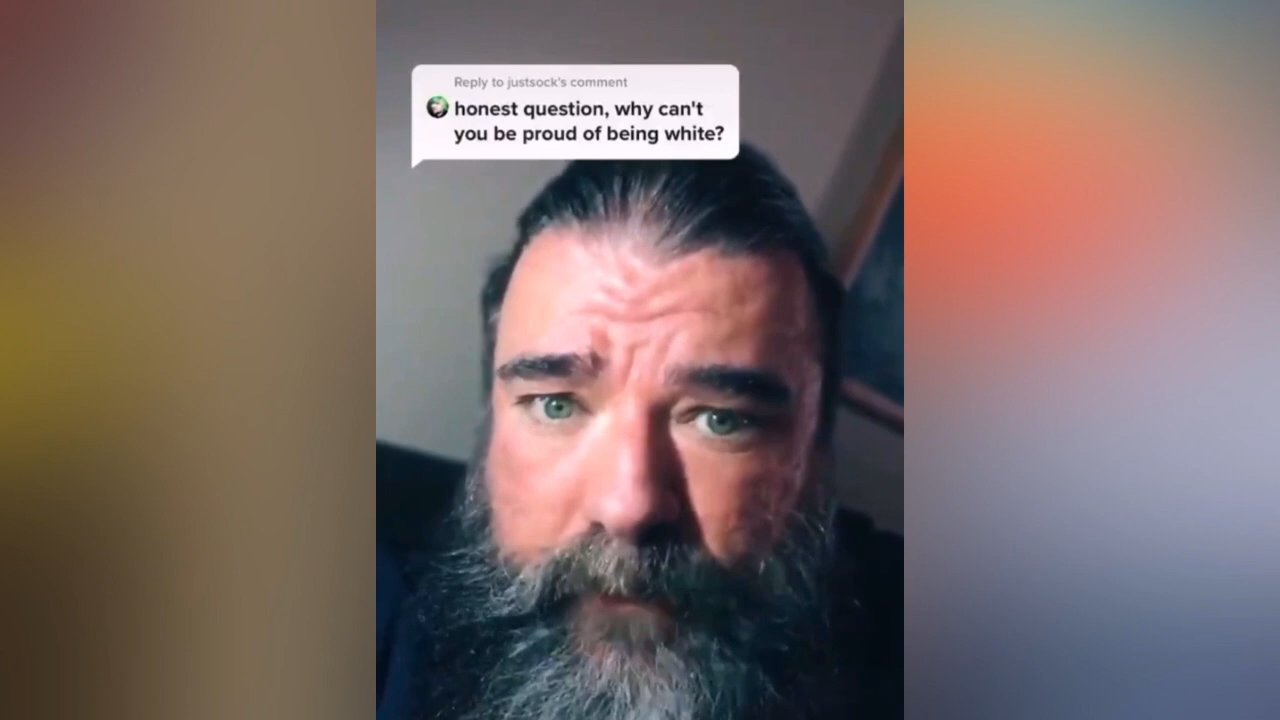 Reply to justsock's comment
honest question, why can't
you be proud of being white?